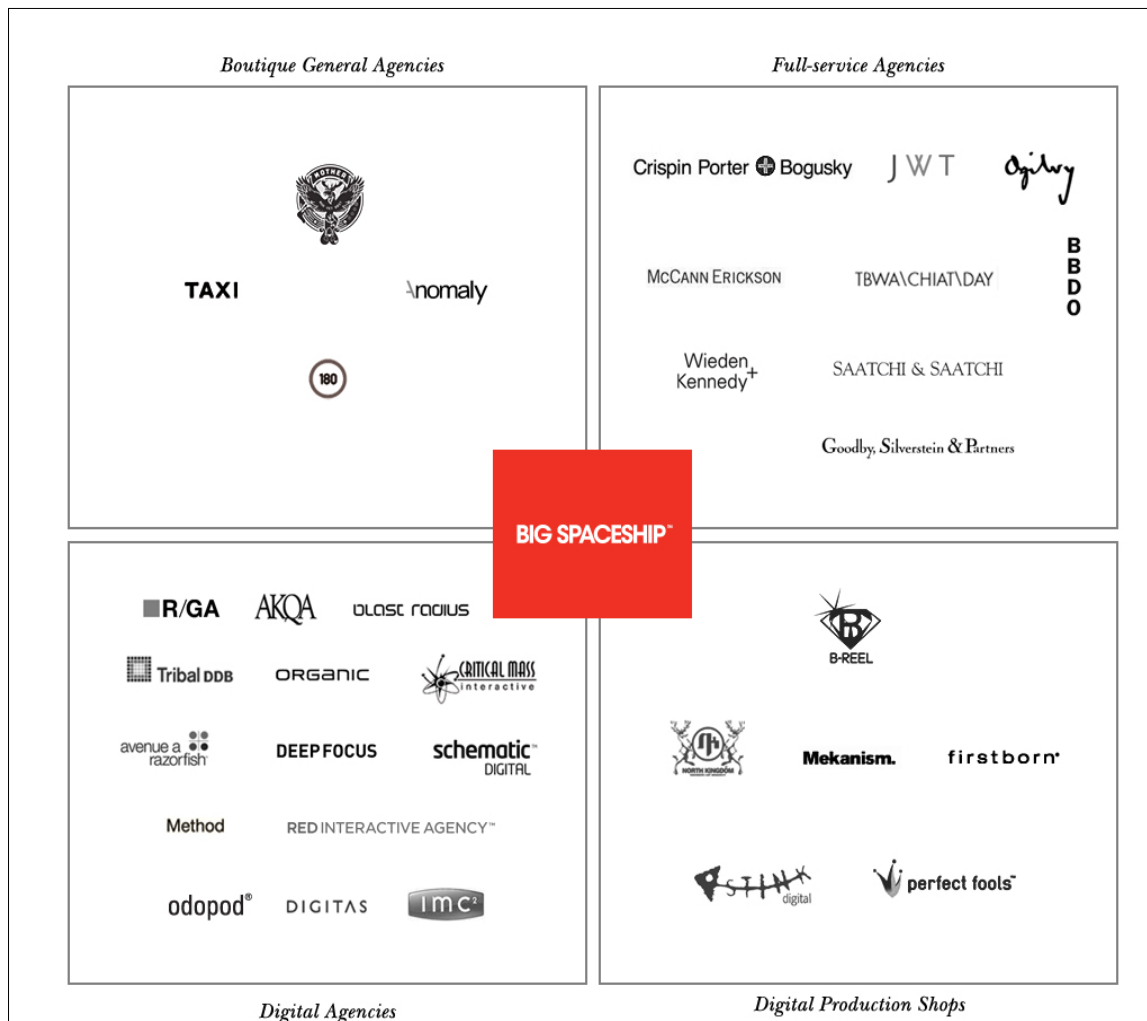 Boutique General Agencies
Full-service Agencies
MOTHER
TAXI
Anomaly
180
Crispin Porter + Bogusky
JWT
Ogilvy
McCANN ERICKSON
TBWA\CHIAT\DAY
B
B
D
O
Wieden
Kennedy+
SAATCHI & SAATCHI
Goodby, Silverstein & Partners
BIG SPACESHIP™
R/GA
AKQA
blast radius
Tribal DDB
ORGANIC
CRITICAL MASS
interactive
avenue a
razorfish
DEEP FOCUS
schematic™
DIGITAL
Method
RED INTERACTIVE AGENCY™
odopod®
DIGITAS
imc²
B
B-REEL
NORTH KINGDOM
Mekanism.
firstborn
STINK
digital
perfect fools™
Digital Agencies
Digital Production Shops